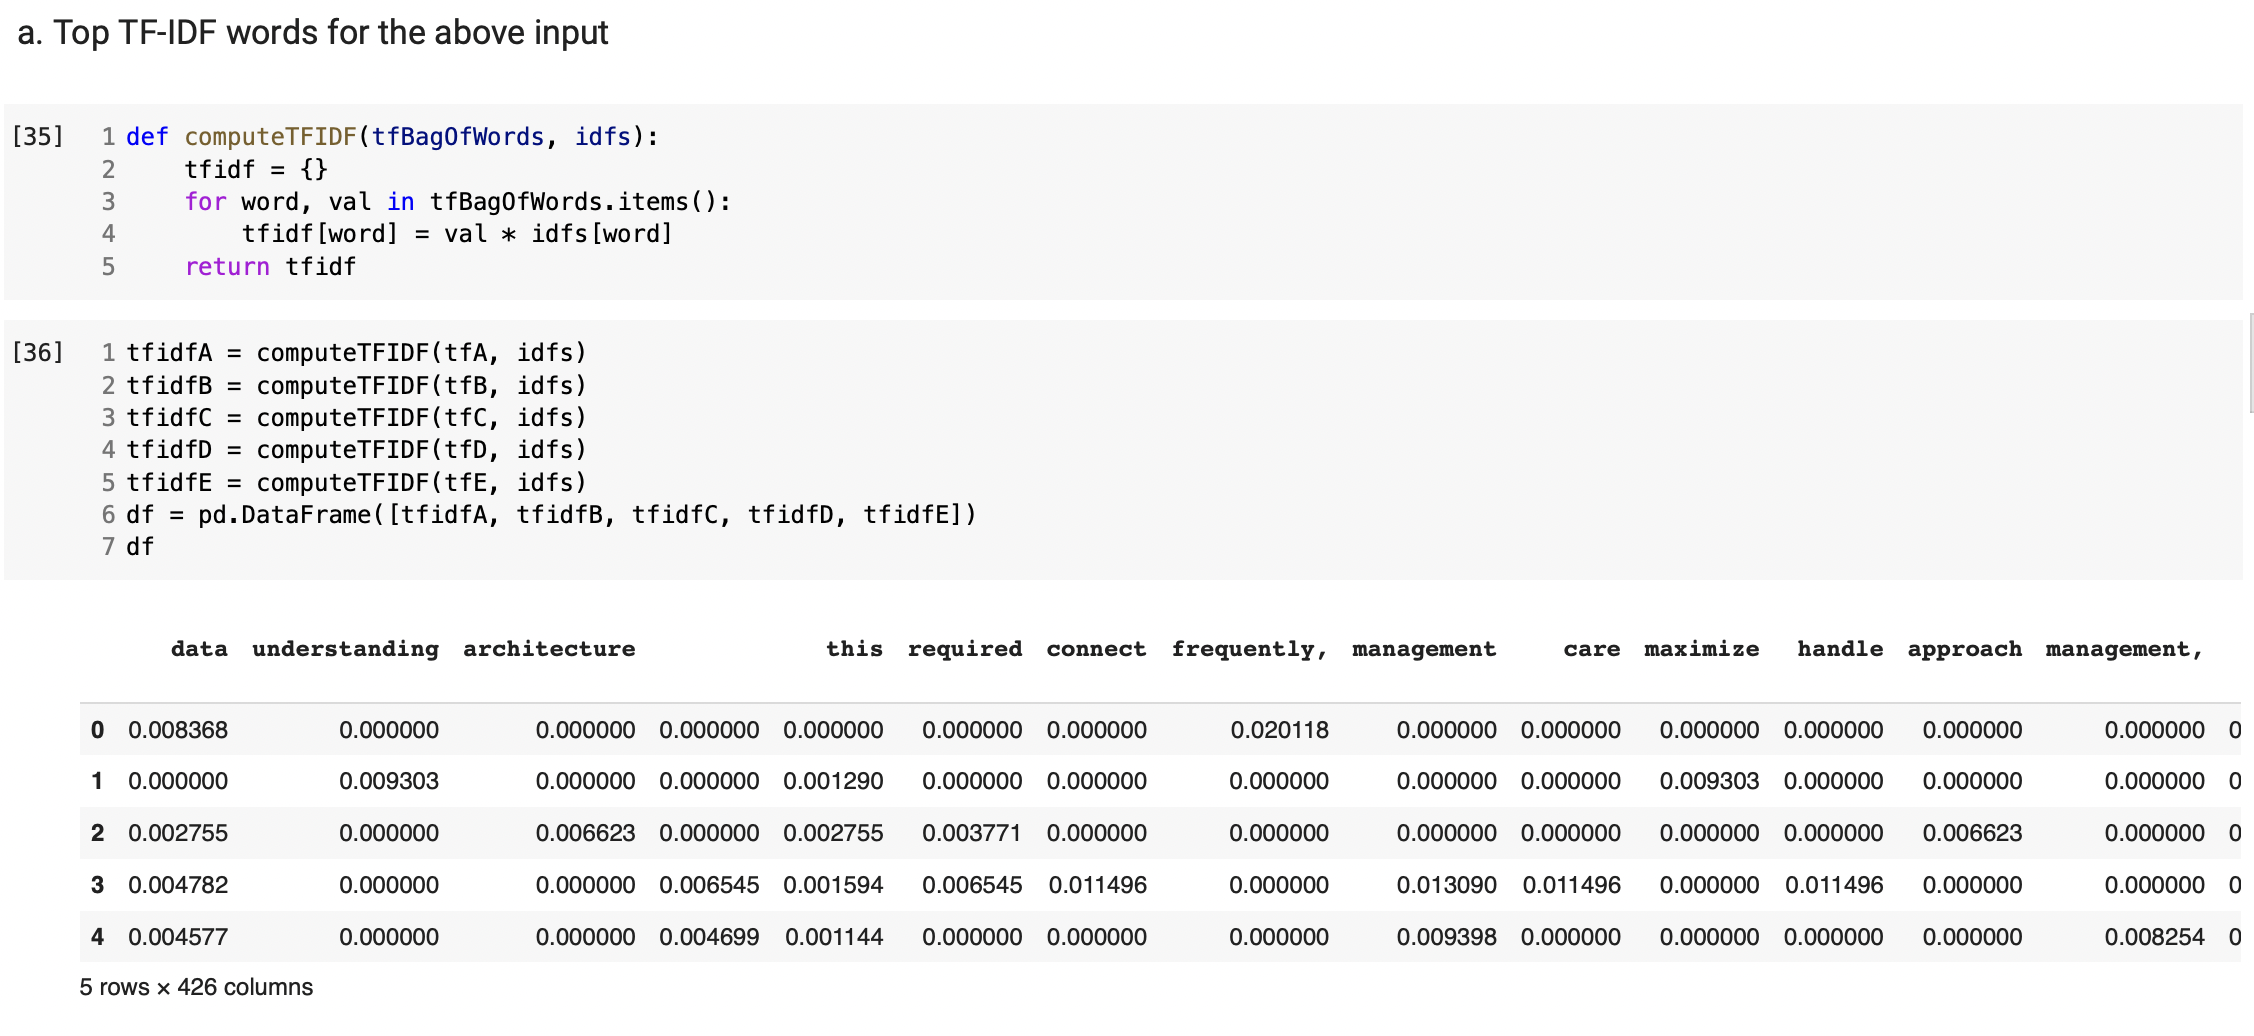 a. Top TF-IDF words for the above input
[35] 1 def computeTFIDF(tfBagOfWords, idfs):
2     tfidf = {}
3     for word, val in tfBagOfWords.items():
4         tfidf[word] = val * idfs[word]
5     return tfidf
[36] 1 tfidfA = computeTFIDF(tfA, idfs)
2 tfidfB = computeTFIDF(tfB, idfs)
3 tfidfC = computeTFIDF(tfC, idfs)
4 tfidfD = computeTFIDF(tfD, idfs)
5 tfidfE = computeTFIDF(tfE, idfs)
6 df = pd.DataFrame([tfidfA, tfidfB, tfidfC, tfidfD, tfidfE])
7 df
data understanding architecture this required connect frequently, management care maximize handle approach management,
0 0.008368 0.000000 0.000000 0.000000 0.000000 0.000000 0.000000 0.020118 0.000000 0.000000 0.000000 0.000000 0.000000 0.000000 0
1 0.000000 0.009303 0.000000 0.000000 0.001290 0.000000 0.000000 0.000000 0.000000 0.000000 0.009303 0.000000 0.000000 0.000000 0
2 0.002755 0.000000 0.006623 0.000000 0.002755 0.003771 0.000000 0.000000 0.000000 0.000000 0.000000 0.000000 0.006623 0.000000 0
3 0.004782 0.000000 0.000000 0.006545 0.001594 0.006545 0.011496 0.000000 0.013090 0.011496 0.000000 0.011496 0.000000 0.000000 0
4 0.004577 0.000000 0.000000 0.004699 0.001144 0.000000 0.000000 0.000000 0.009398 0.000000 0.000000 0.000000 0.000000 0.008254 0
5 rows × 426 columns